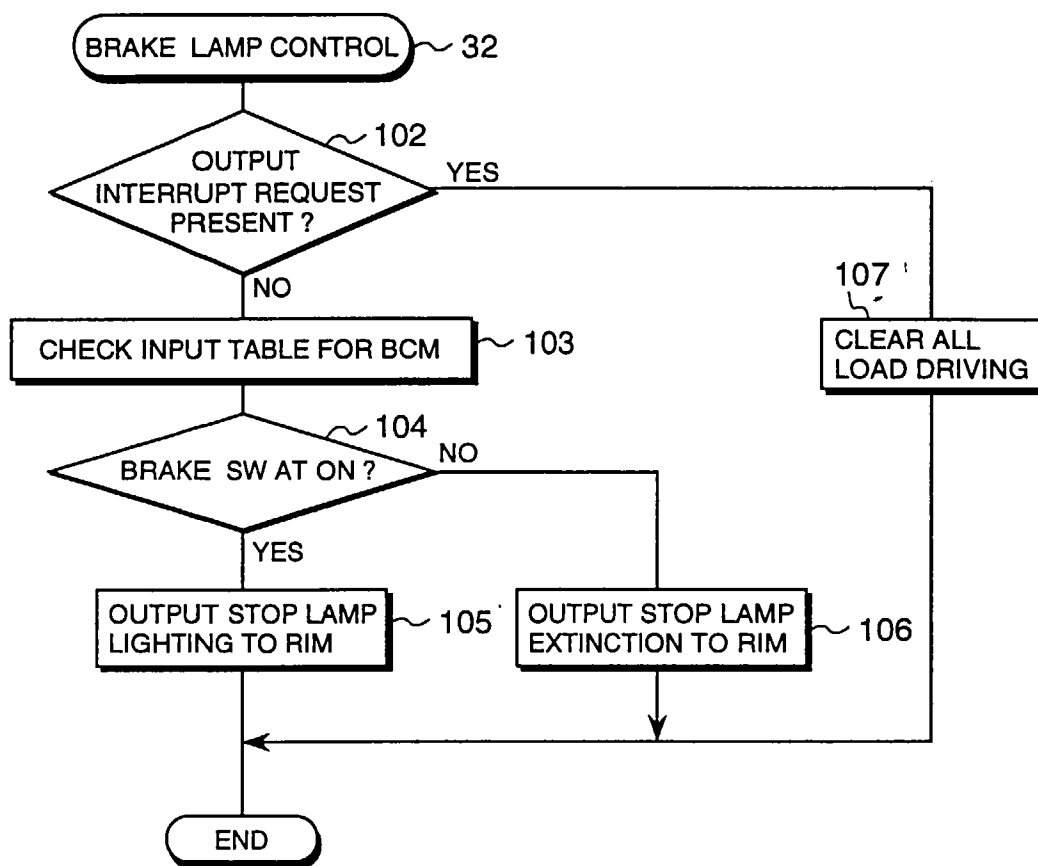 BRAKE LAMP CONTROL
32
102
OUTPUT
INTERRUPT REQUEST
PRESENT ?
YES
NO
107
CLEAR ALL
LOAD DRIVING
CHECK INPUT TABLE FOR BCM
103
104
BRAKE SW AT ON ?
NO
YES
OUTPUT STOP LAMP
LIGHTING TO RIM
105
OUTPUT STOP LAMP
EXTINCTION TO RIM
106
END